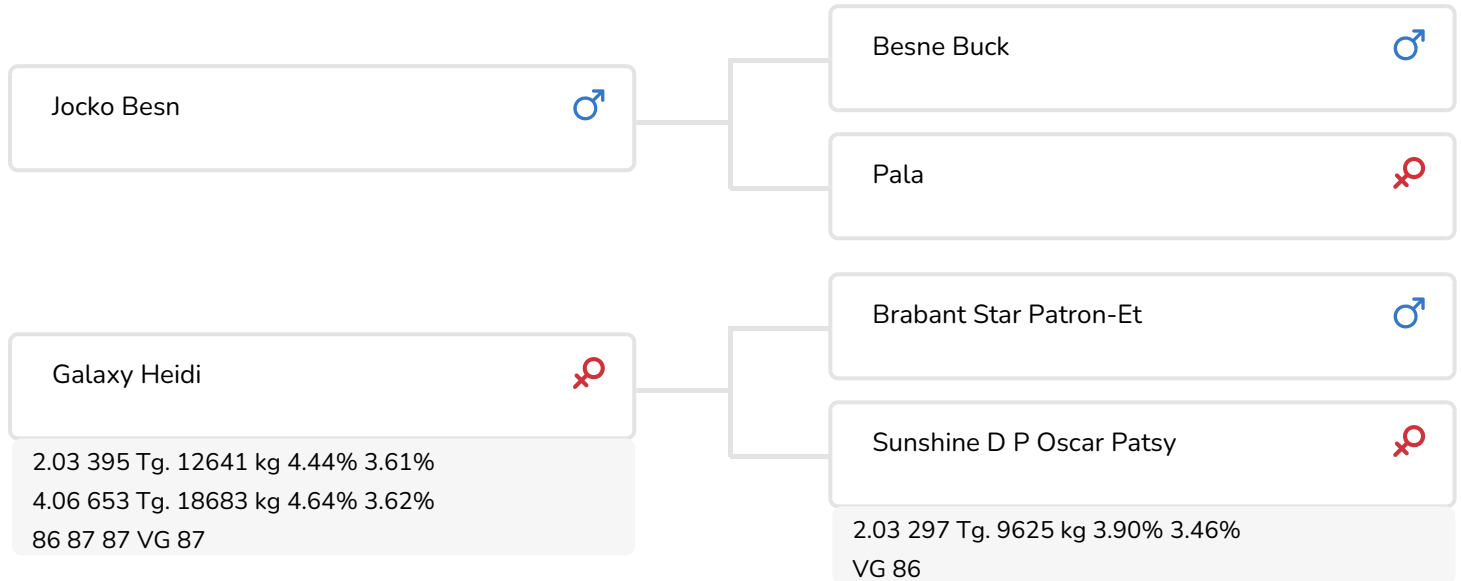 Besne Buck
Jocko Besn
Pala
Brabant Star Patron-Et
Galaxy Heidi
2.03 395 Tg. 12641 kg 4.44% 3.61%
4.06 653 Tg. 18683 kg 4.64% 3.62%
86 87 87 VG 87
Sunshine D P Oscar Patsy
2.03 297 Tg. 9625 kg 3.90% 3.46%
VG 86